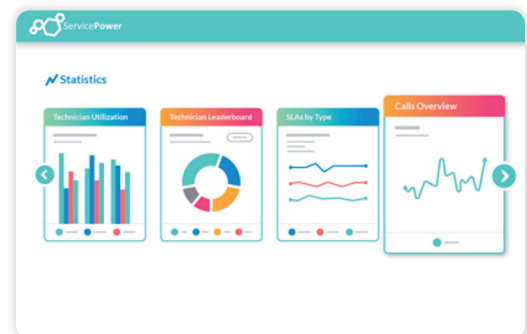 ServicePower
Statistics
Technician Utilization
Technician Leaderboard
SLAs by Type
Calls Overview